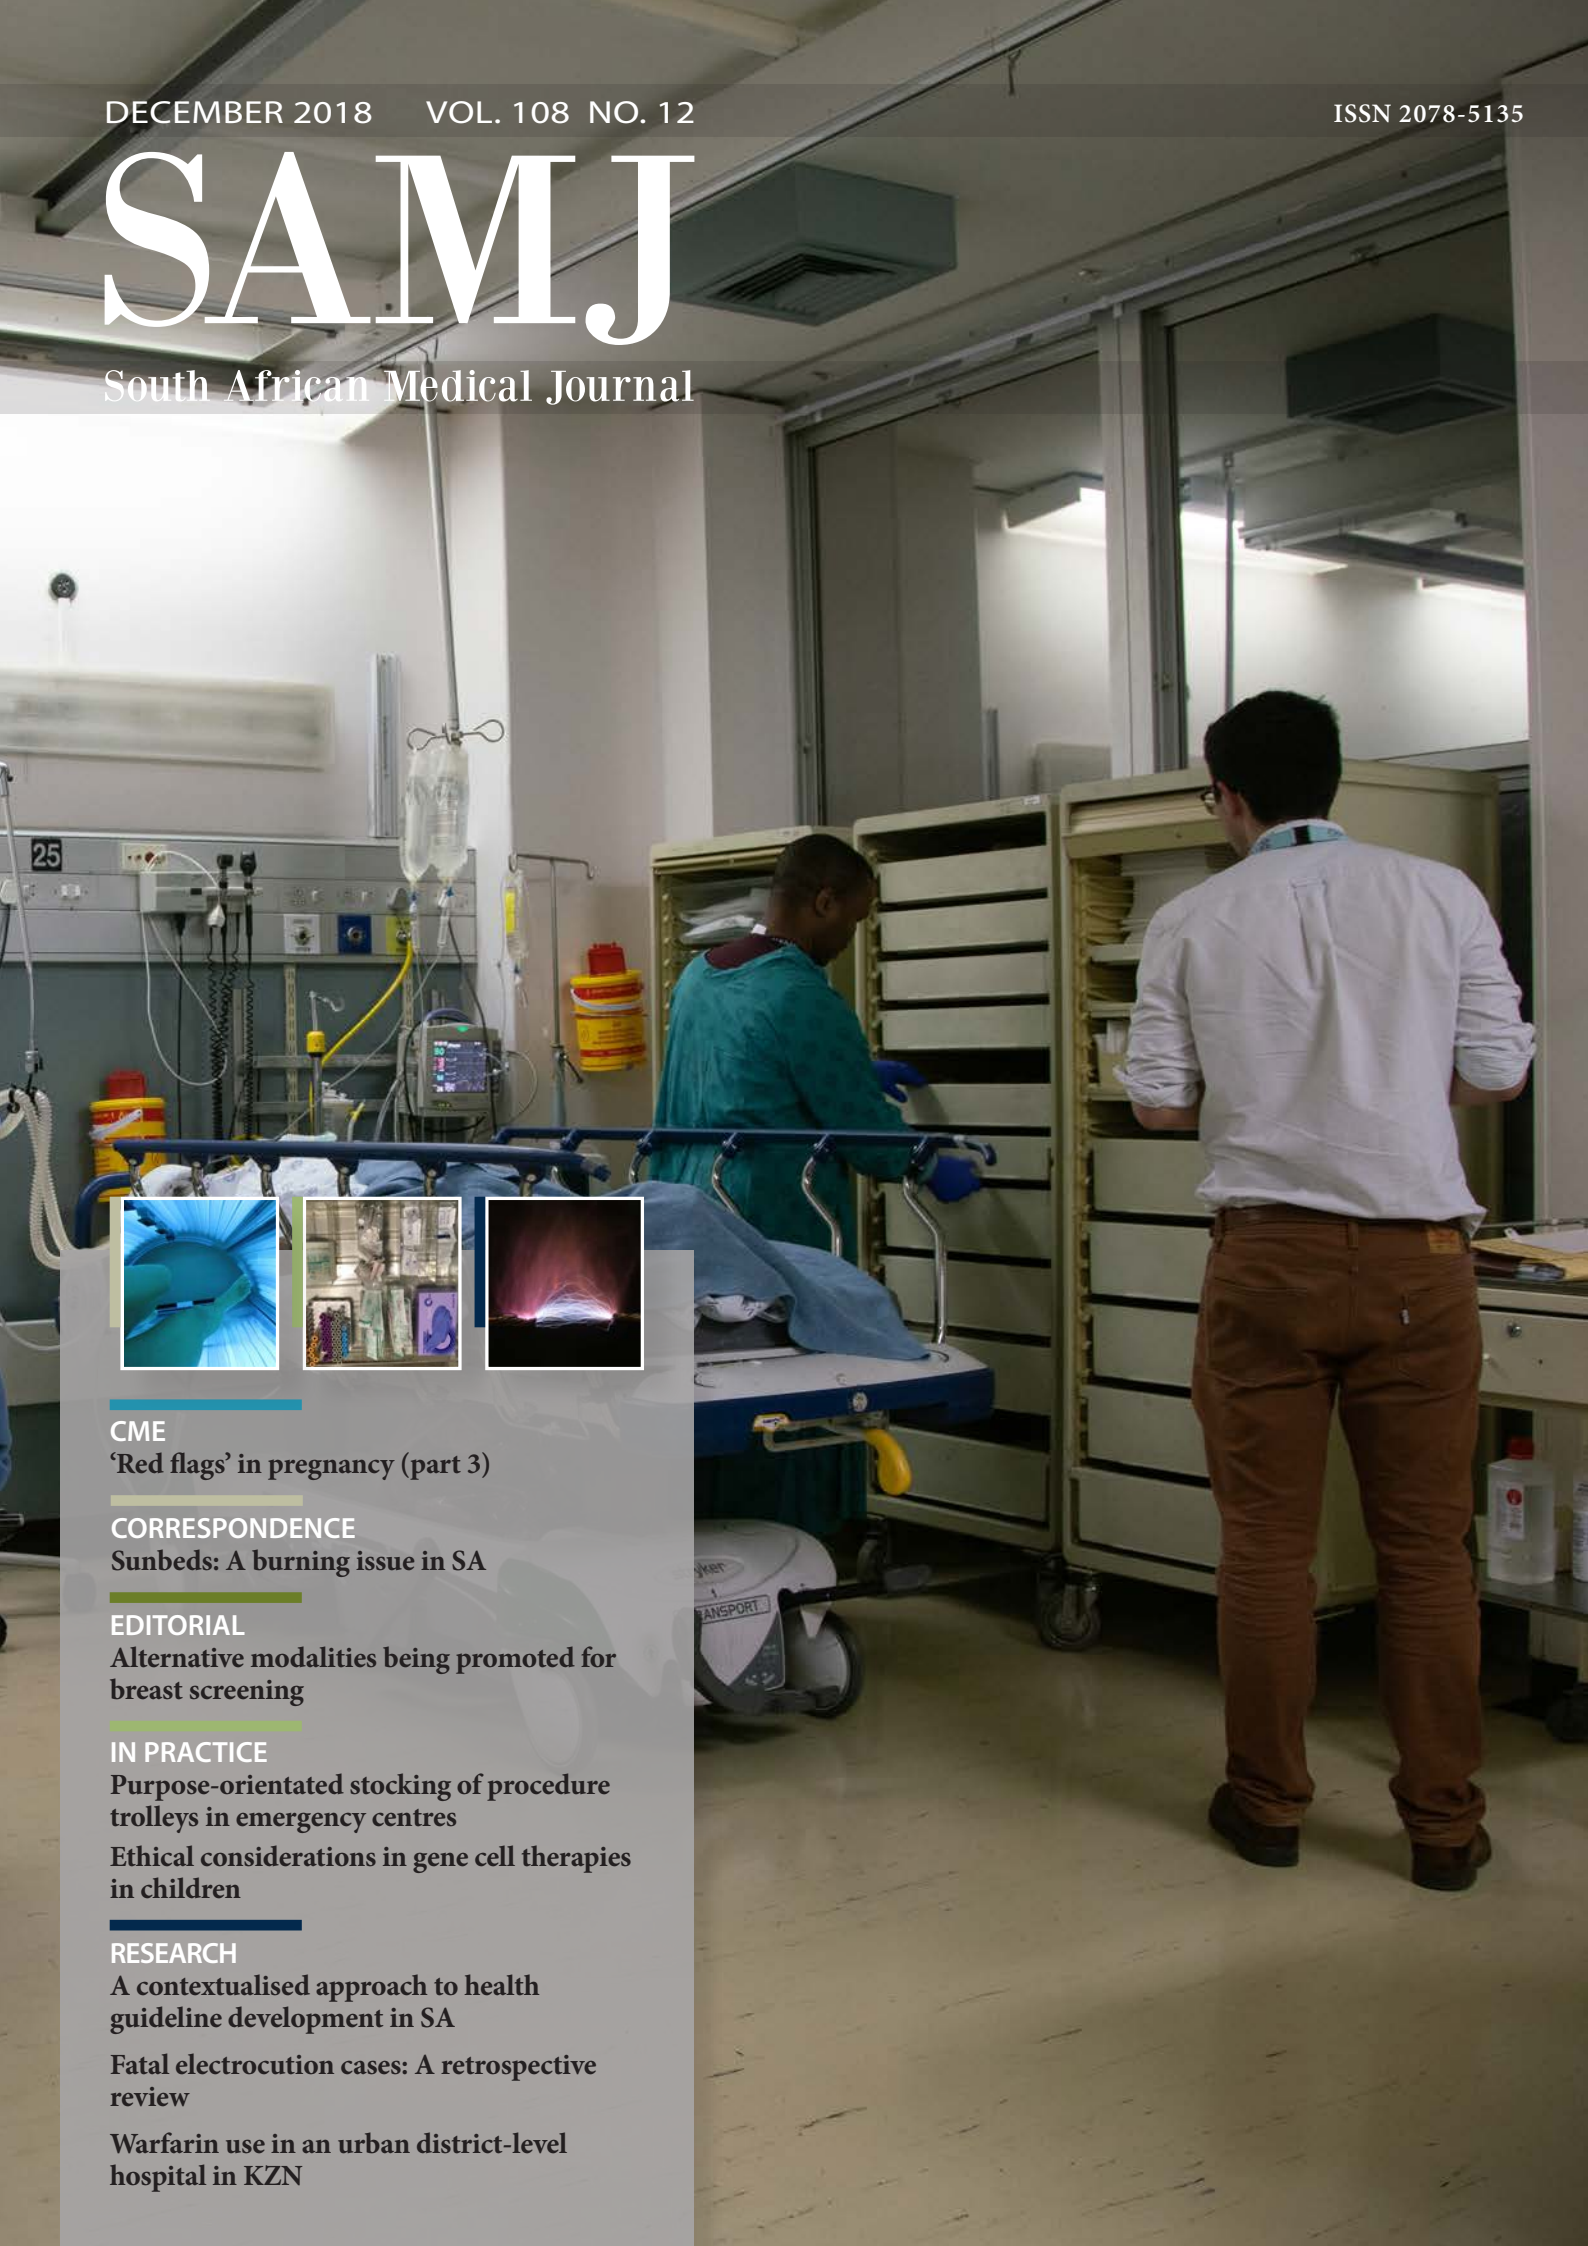 DECEMBER 2018 VOL. 108 NO. 12
ISSN 2078-5135
SAMJ
South African Medical Journal
25
CME
‘Red flags’ in pregnancy (part 3)
CORRESPONDENCE
Sunbeds: A burning issue in SA
EDITORIAL
Alternative modalities being promoted for
breast screening
IN PRACTICE
Purpose-orientated stocking of procedure
trolleys in emergency centres
Ethical considerations in gene cell therapies
in children
RESEARCH
A contextualised approach to health
guideline development in SA
Fatal electrocution cases: A retrospective
review
Warfarin use in an urban district-level
hospital in KZN